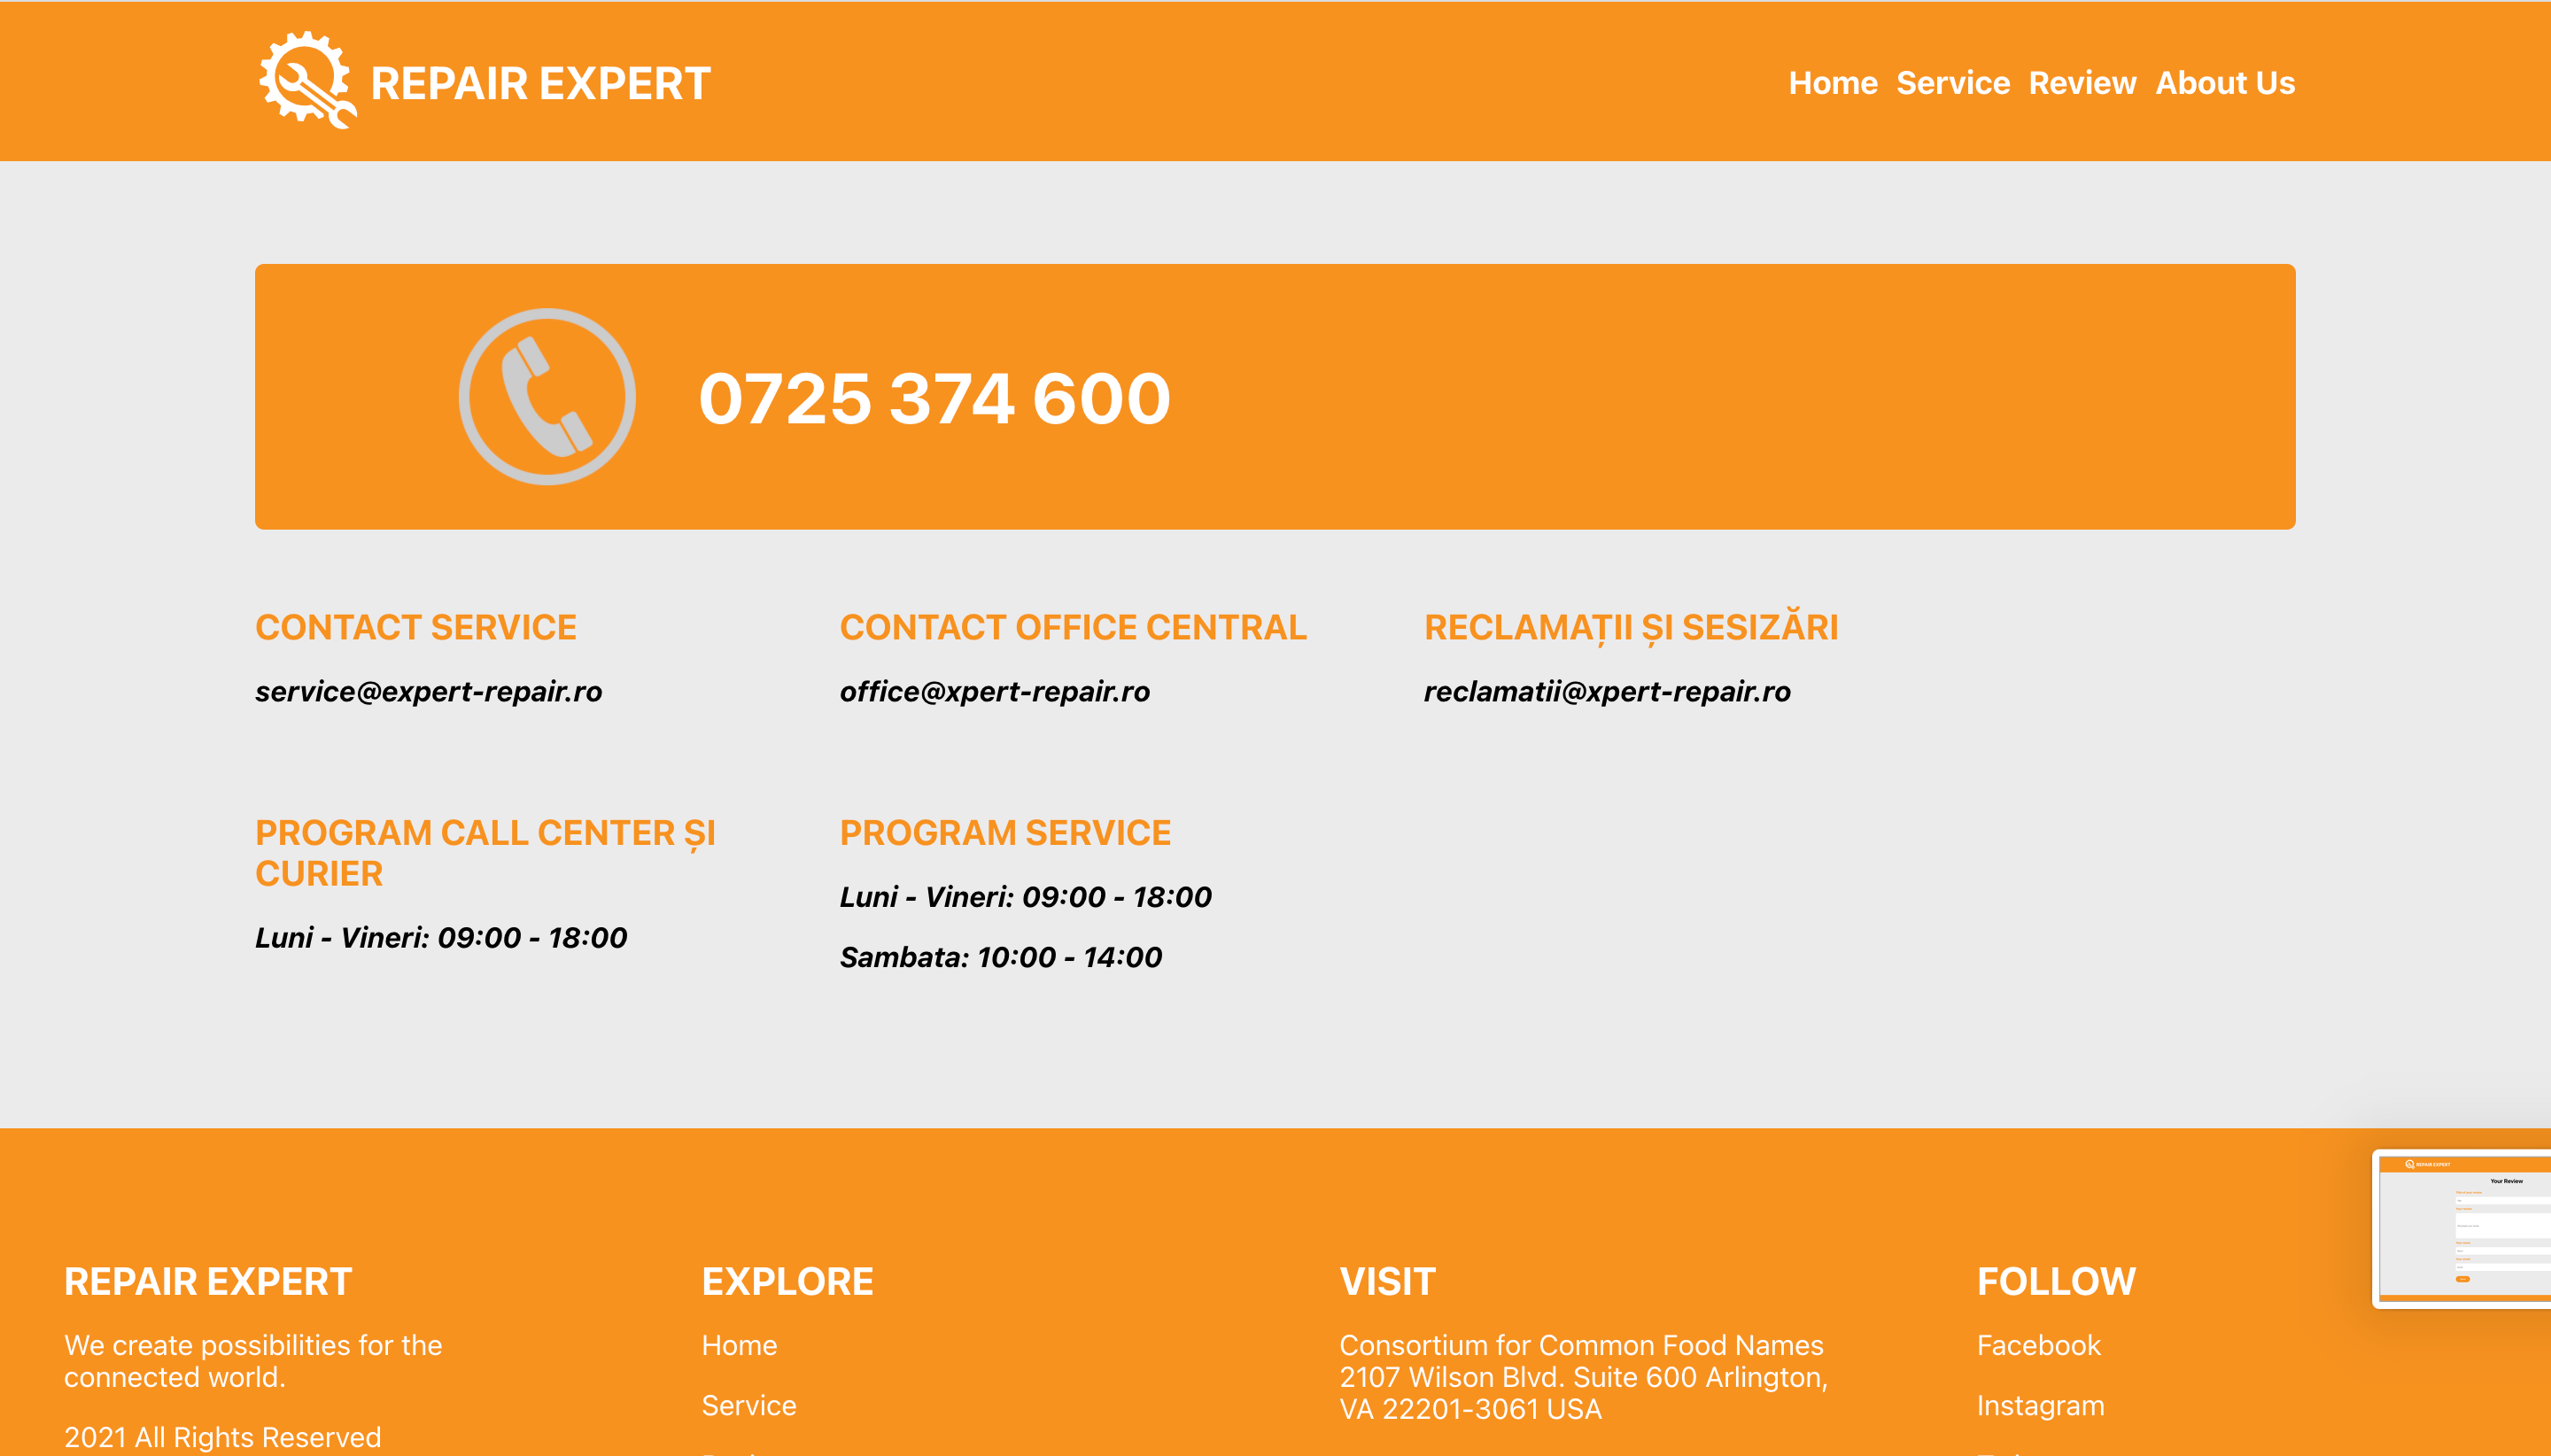 REPAIR EXPERT
Home Service Review About Us
0725 374 600
CONTACT SERVICE
service@expert-repair.ro
CONTACT OFFICE CENTRAL
office@xpert-repair.ro
RECLAMAȚII ȘI SESIZĂRI
reclamatii@xpert-repair.ro
PROGRAM CALL CENTER ȘI
CURIER
Luni - Vineri: 09:00 - 18:00
PROGRAM SERVICE
Luni - Vineri: 09:00 - 18:00
Sambata: 10:00 - 14:00
REPAIR EXPERT
Your Review
REPAIR EXPERT
We create possibilities for the
connected world.
2021 All Rights Reserved
EXPLORE
Home
Service
VISIT
Consortium for Common Food Names
2107 Wilson Blvd. Suite 600 Arlington,
VA 22201-3061 USA
FOLLOW
Facebook
Instagram